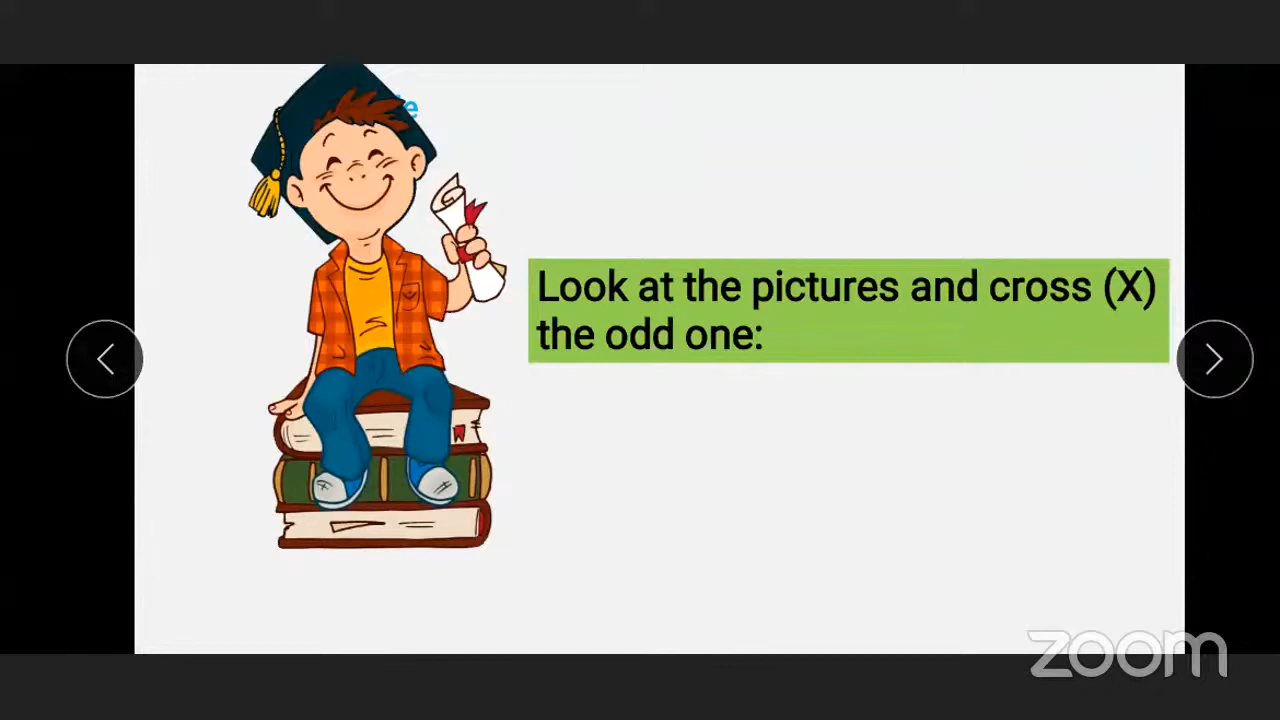 Look at the pictures and cross (X)
the odd one:
zoom